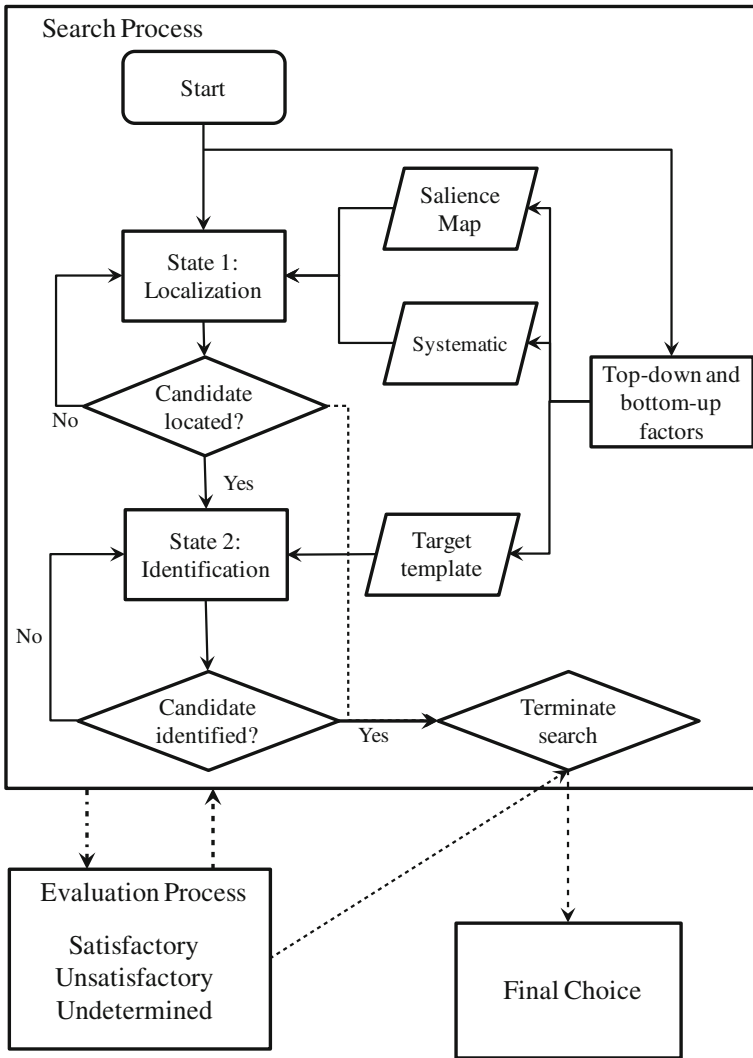 Search Process
Start
Salience
Map
State 1:
Localization
Systematic
Top-down and
bottom-up
factors
Candidate
located?
No
Yes
State 2:
Identification
Target
template
No
Candidate
identified?
Yes
Terminate
search
Evaluation Process
Satisfactory
Unsatisfactory
Undetermined
Final Choice